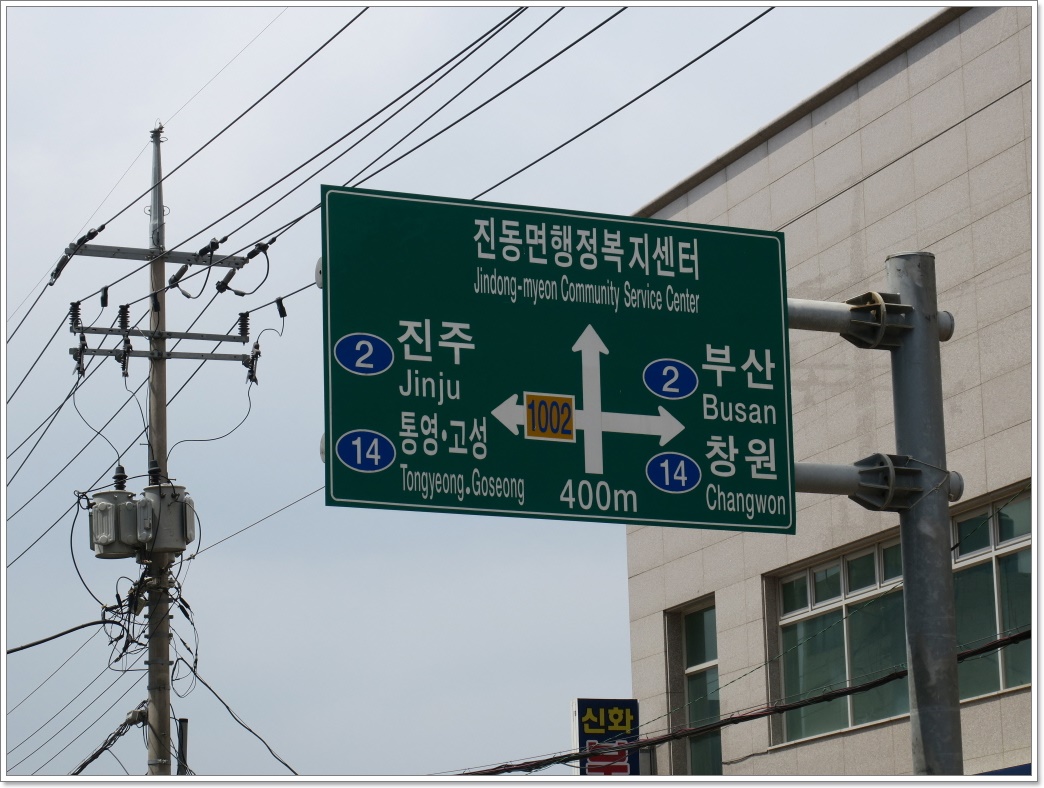 진동면행정복지센터
Jindong-myeon Community Service Center
2 진주
Jinju
14 통영·고성
Tongyeong.Goseong
1002
400m
2 부산
Busan
14 창원
Changwon
신화